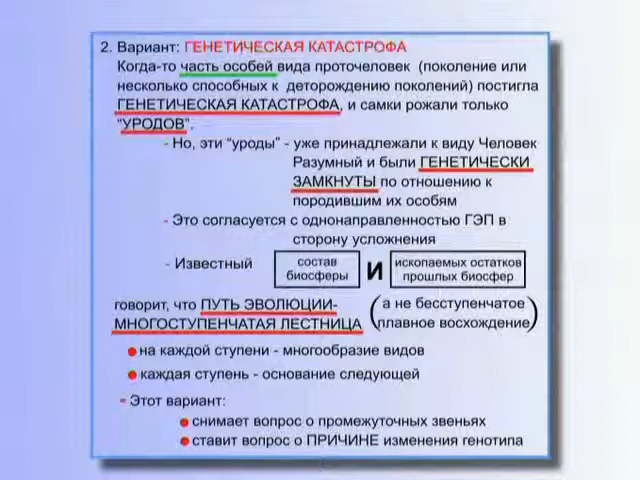 2. Вариант: ГЕНЕТИЧЕСКАЯ КАТАСТРОФА
Когда-то часть особей вида проточеловек (поколение или
несколько способных к деторождению поколений) постигла
ГЕНЕТИЧЕСКАЯ КАТАСТРОФА, и самки рожали только
"УРОДОВ".
- Но, эти "уроды" - уже принадлежали к виду Человек
Разумный и были ГЕНЕТИЧЕСКИ
ЗАМКНУТЫ по отношению к
породившим их особям
- Это согласуется с однонаправленностью ГЭП в
сторону усложнения
- Известный состав биосферы И ископаемых остатков прошлых биосфер
говорит, что ПУТЬ ЭВОЛЮЦИИ- (а не бесступенчатое
МНОГОСТУПЕНЧАТАЯ ЛЕСТНИЦА плавное восхождение)
на каждой ступени - многообразие видов
каждая ступень - основание следующей
- Этот вариант:
снимает вопрос о промежуточных звеньях
ставит вопрос о ПРИЧИНЕ изменения генотипа